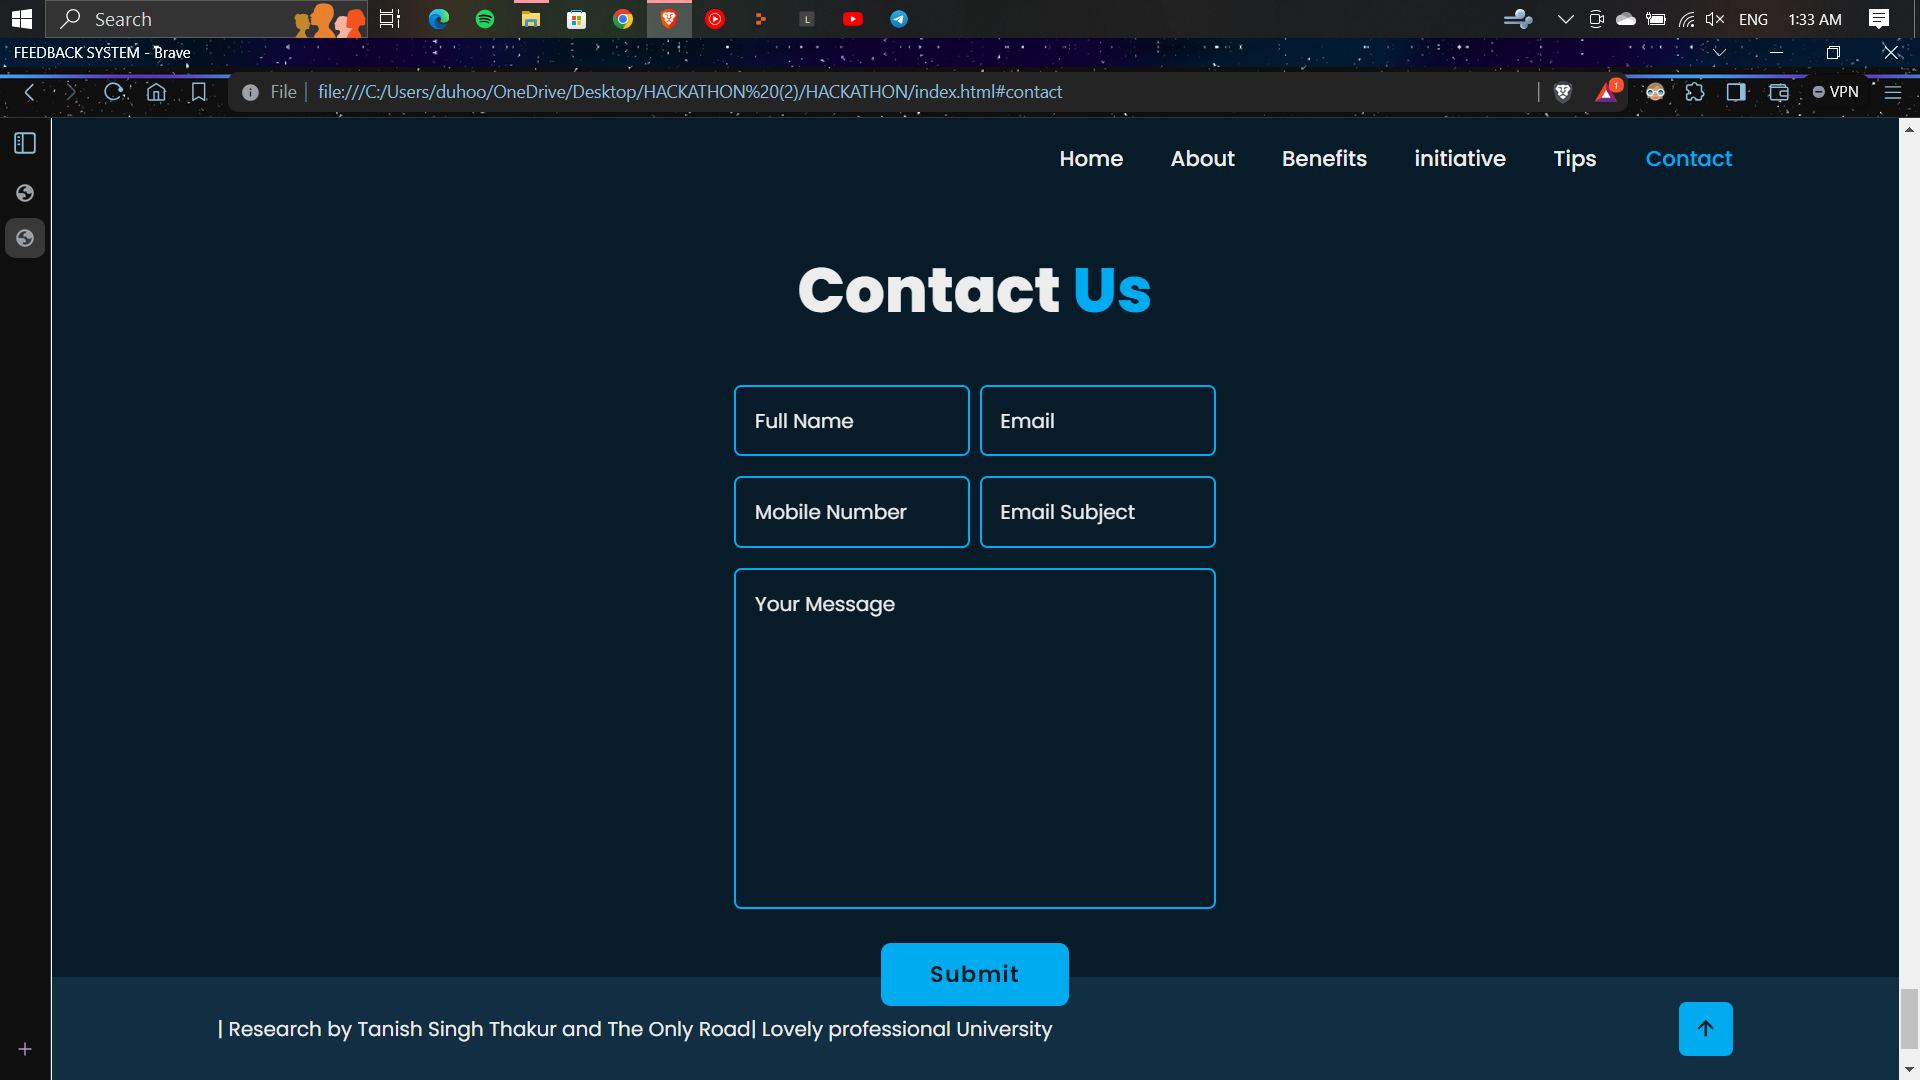 Search
L
ENG
1:33 AM
FEEDBACK SYSTEM - Brave
File
file:///C:/Users/duhoo/OneDrive/Desktop/HACKATHON%20(2)/HACKATHON/index.html#contact
1
VPN
Home About Benefits initiative Tips Contact
Contact Us
Full Name Email
Mobile Number Email Subject
Your Message
Submit
| Research by Tanish Singh Thakur and The Only Road| Lovely professional University